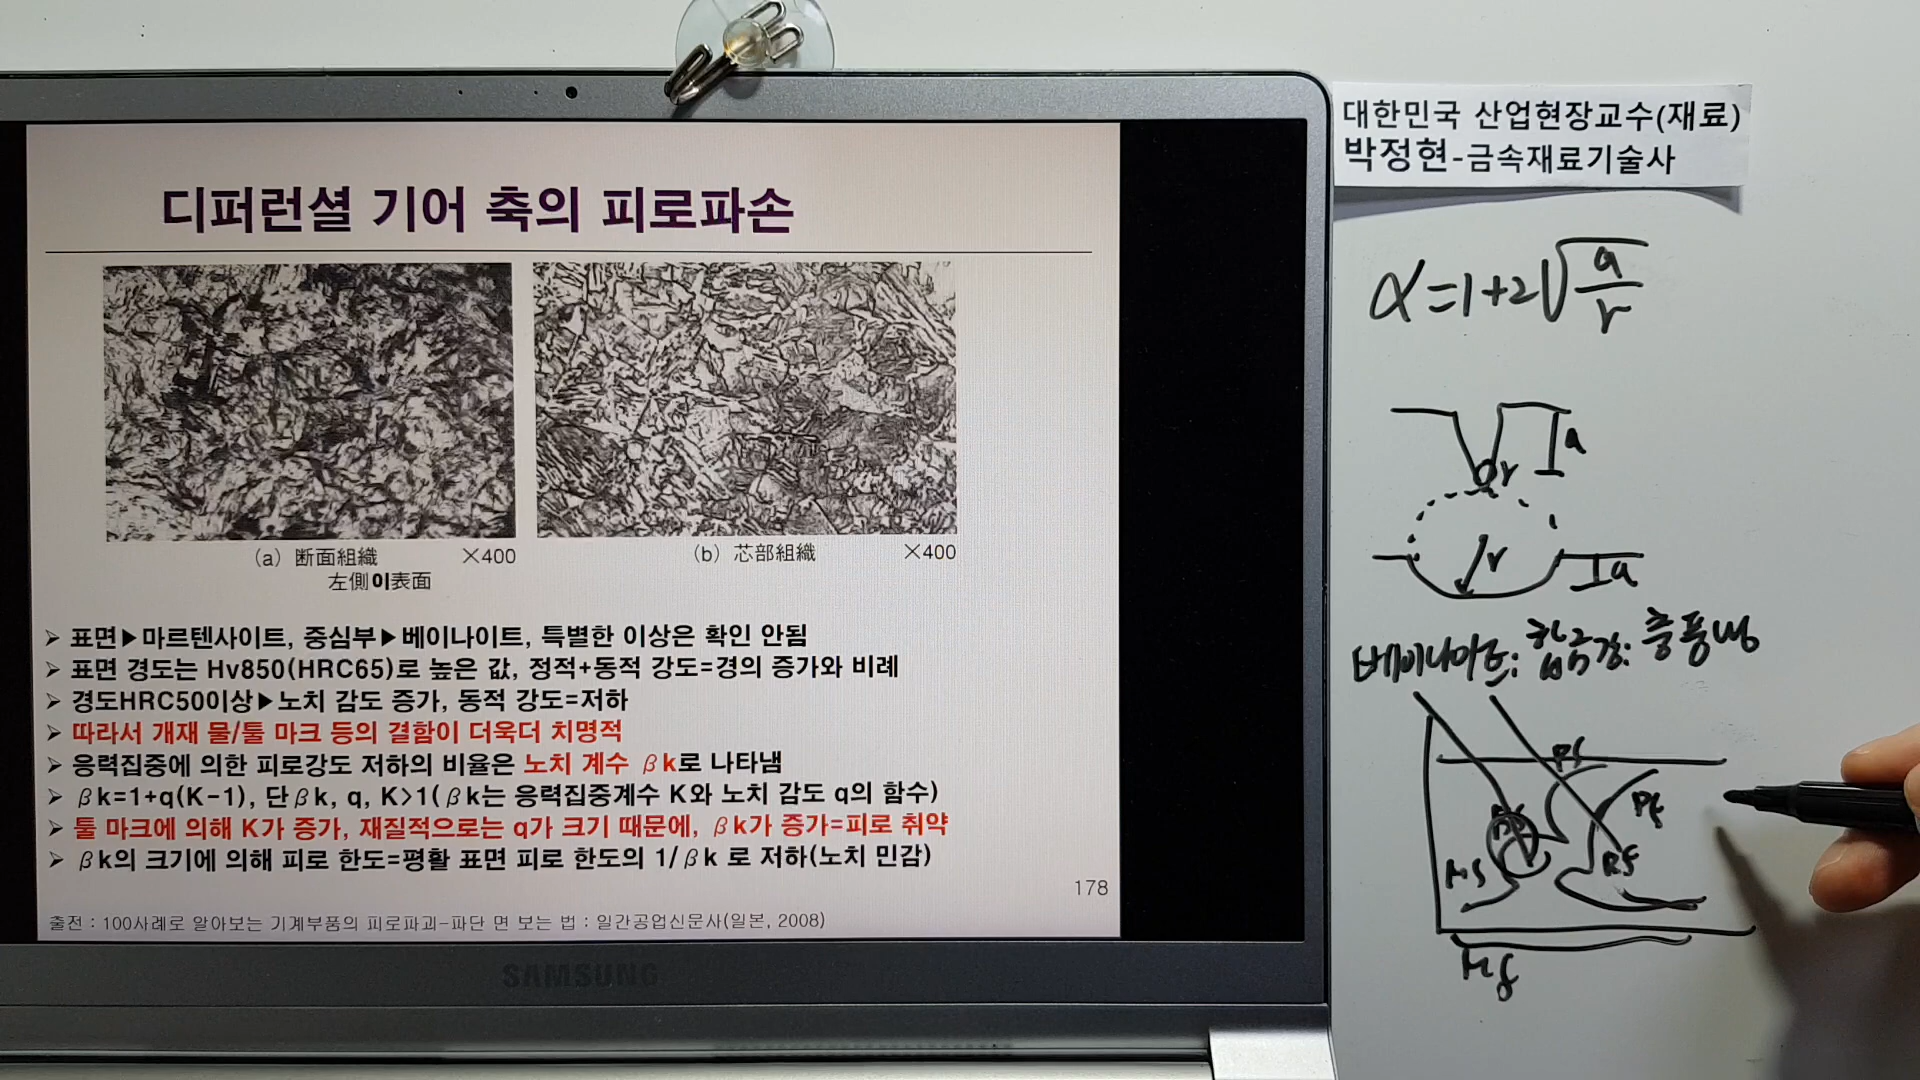 디퍼런셜 기어 축의 피로파손
(a) 断面組織 ×400
左側이表面
(b) 芯部組織 ×400
➢ 표면▶마르텐사이트, 중심부▶베이나이트, 특별한 이상은 확인 안됨
➢ 표면 경도는 Hv850(HRC65)로 높은 값, 정적+동적 강도=경의 증가와 비례
➢ 경도HRC50이상▶노치 감도 증가, 동적 강도=저하
➢ 따라서 개재 물/툴 마크 등의 결함이 더욱더 치명적
➢ 응력집중에 의한 피로강도 저하의 비율은 노치 계수 βk로 나타냄
➢ βk=1+q(K-1), 단βk, q, K>1(βk는 응력집중계수 K와 노치 감도 q의 함수)
➢ 툴 마크에 의해 K가 증가, 재질적으로는 q가 크기 때문에, βk가 증가=피로 취약
➢ βk의 크기에 의해 피로 한도=평활 표면 피로 한도의 1/βk 로 저하(노치 민감)
178
출전 : 100사례로 알아보는 기계부품의 피로파괴-파단 면 보는 법 : 일간공업신문사(일본, 2008)
SAMSUNG
대한민국 산업현장교수(재료)
박정현-금속재료기술사
α=1+2√a/r
a
r
r
a
베이나이트: 합금강: 충풍냉
Ps
Pf
Bs
Bf
Ms
Mf